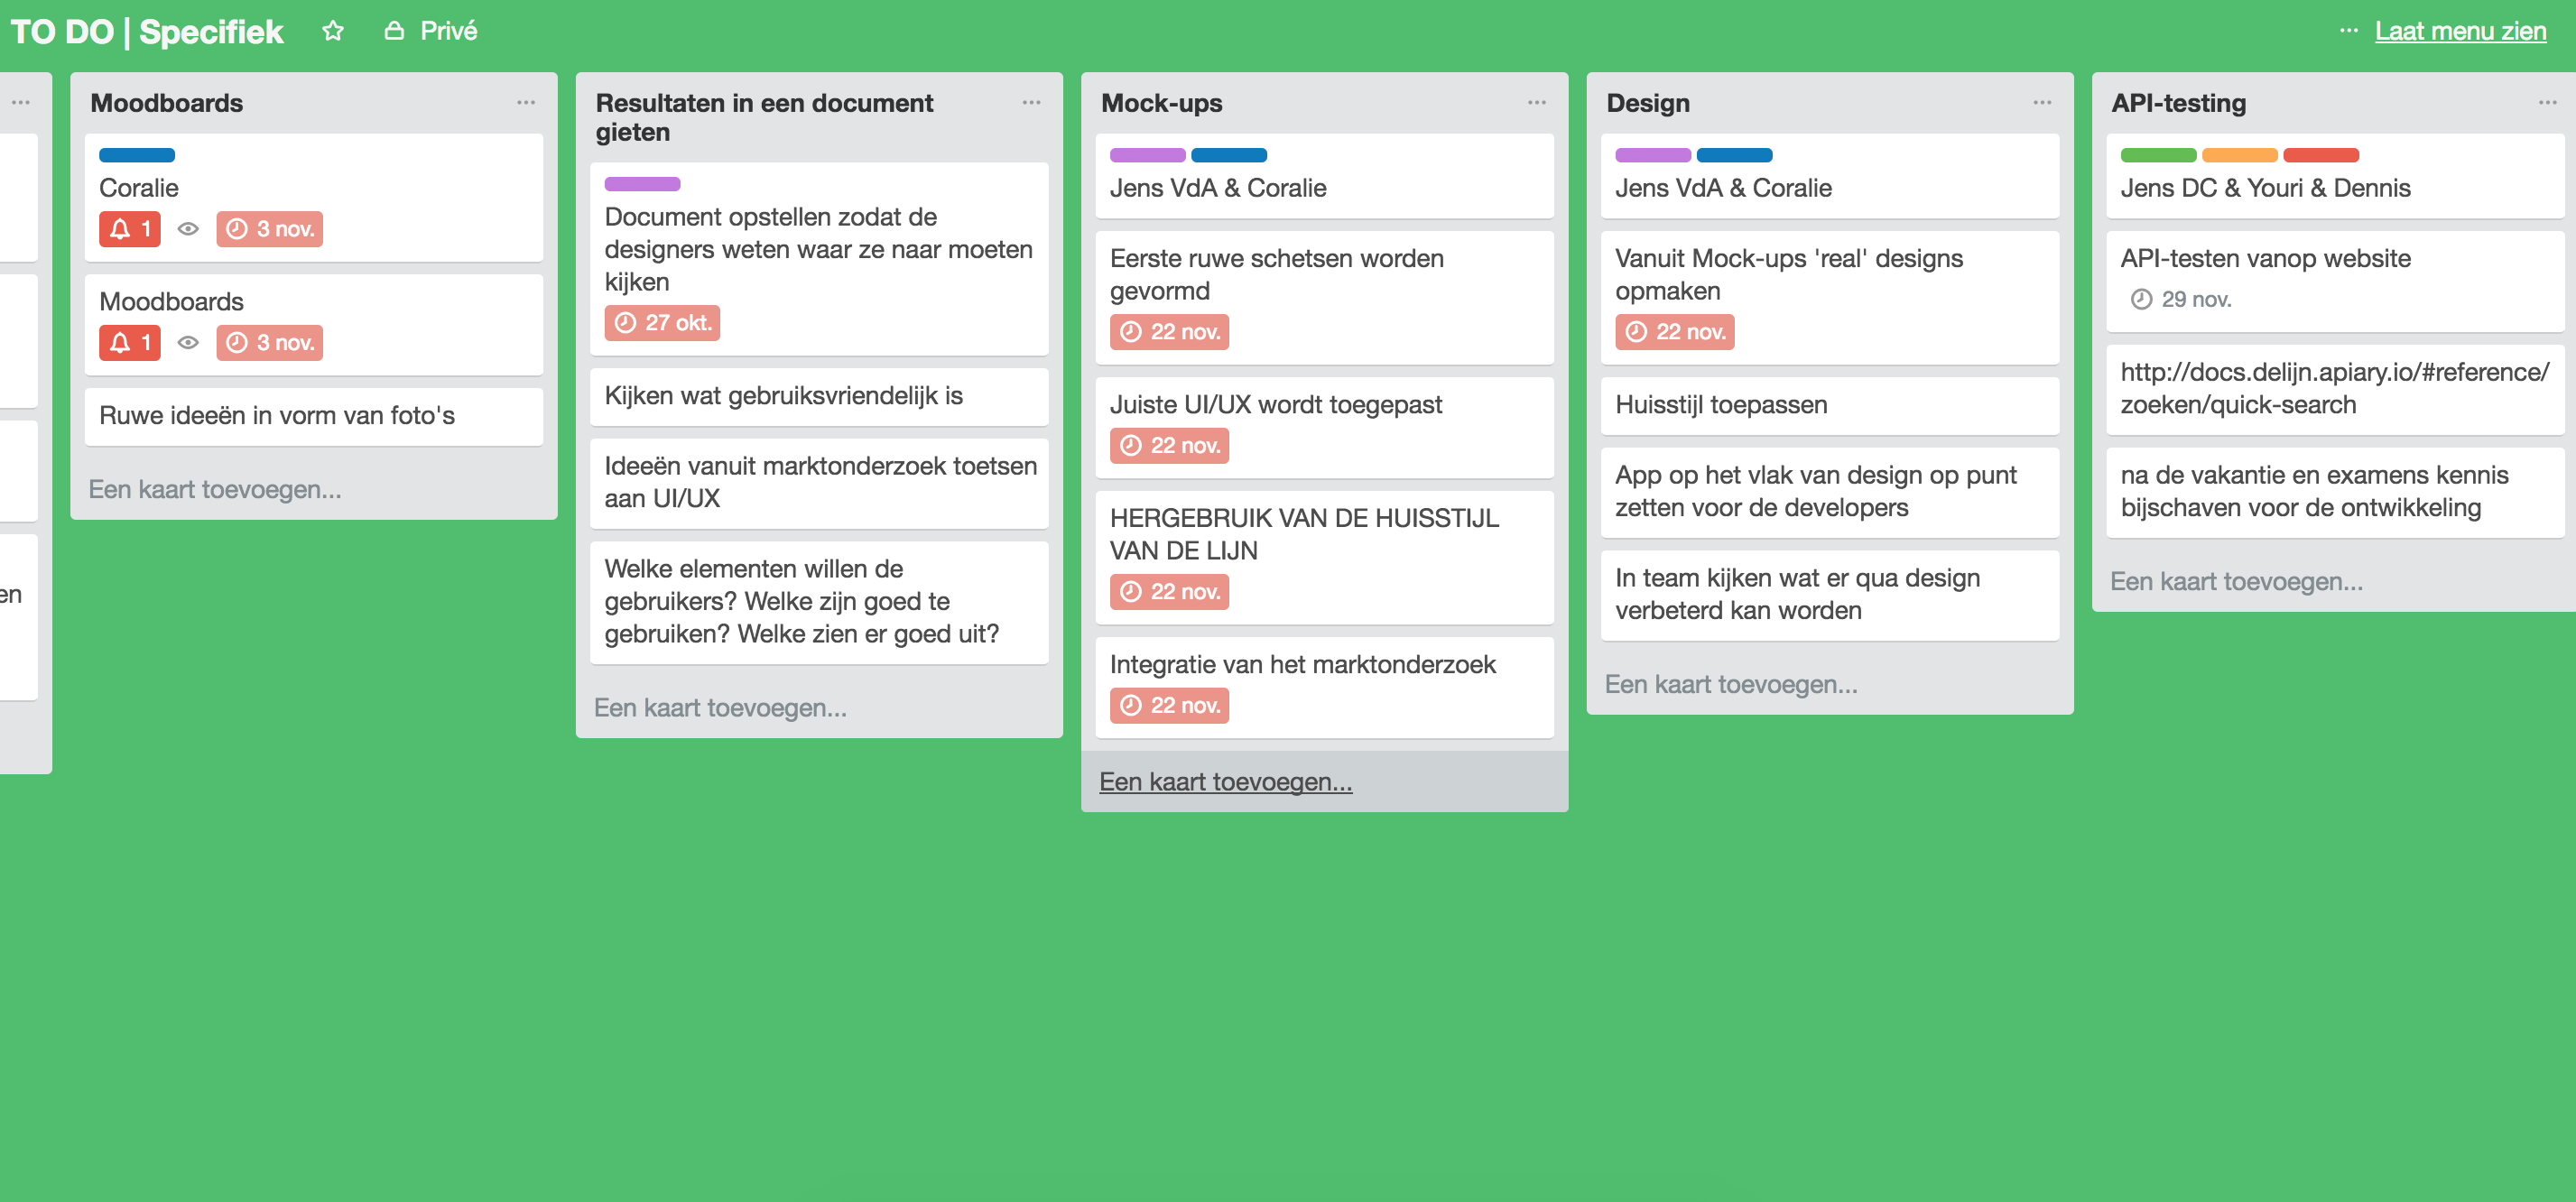 TO DO | Specifiek
Privé
Laat menu zien
en
Moodboards
Coralie
1
3 nov.
Moodboards
1
3 nov.
Ruwe ideeën in vorm van foto's
Een kaart toevoegen...
Resultaten in een document
gieten
Document opstellen zodat de
designers weten waar ze naar moeten
kijken
27 okt.
Kijken wat gebruiksvriendelijk is
Ideeën vanuit marktonderzoek toetsen
aan UI/UX
Welke elementen willen de
gebruikers? Welke zijn goed te
gebruiken? Welke zien er goed uit?
Een kaart toevoegen...
Mock-ups
Jens VdA & Coralie
Eerste ruwe schetsen worden
gevormd
22 nov.
Juiste UI/UX wordt toegepast
22 nov.
HERGEBRUIK VAN DE HUISSTIJL
VAN DE LIJN
22 nov.
Integratie van het marktonderzoek
22 nov.
Een kaart toevoegen...
Design
Jens VdA & Coralie
Vanuit Mock-ups 'real' designs
opmaken
22 nov.
Huisstijl toepassen
App op het vlak van design op punt
zetten voor de developers
In team kijken wat er qua design
verbeterd kan worden
Een kaart toevoegen...
API-testing
Jens DC & Youri & Dennis
API-testen vanop website
29 nov.
http://docs.delijn.apiary.io/#reference/
zoeken/quick-search
na de vakantie en examens kennis
bijschaven voor de ontwikkeling
Een kaart toevoegen...